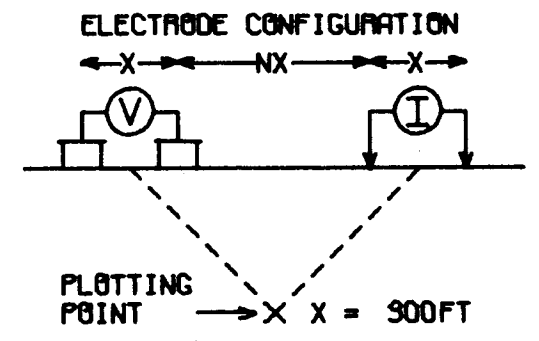 ELECTRODE CONFIGURATION
X NX X
V I
PLOTTING
POINT X X = 300FT